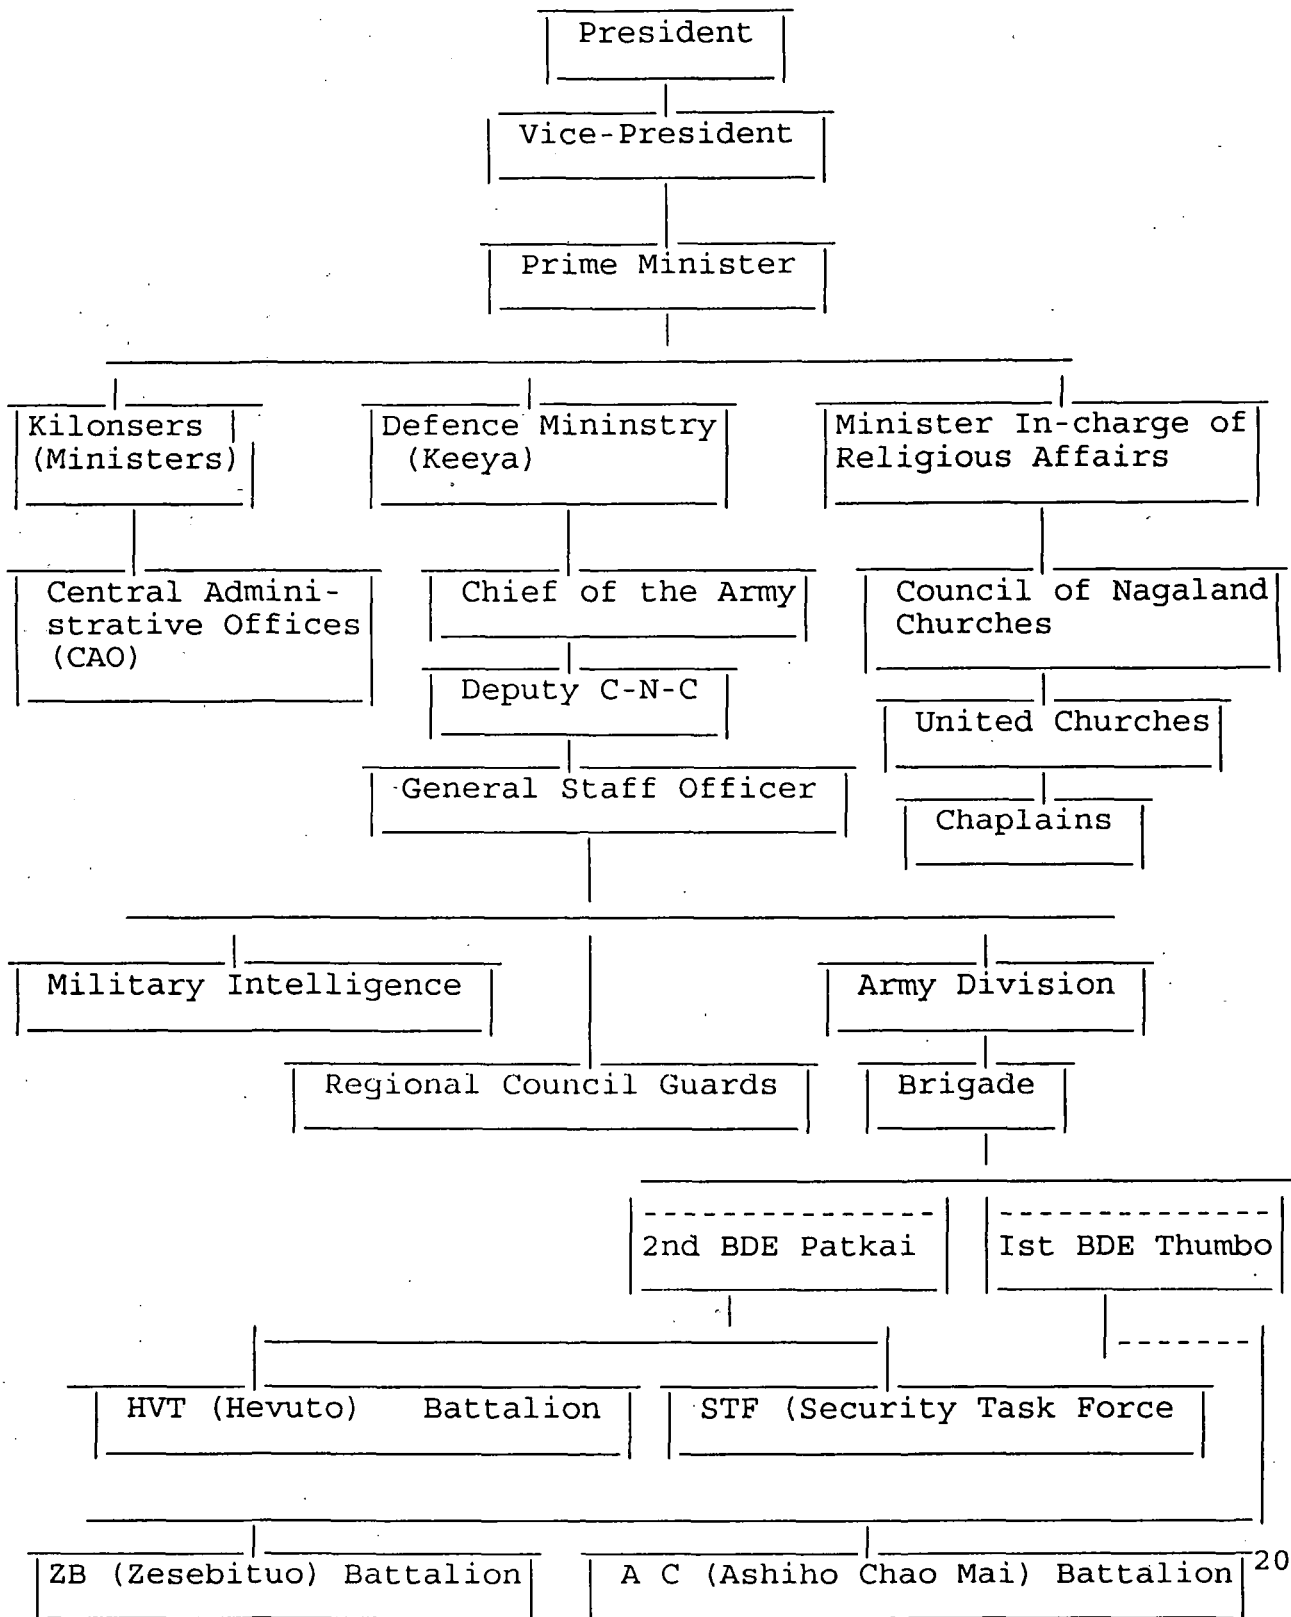 President
Vice-President
Prime Minister
Kilonsers
(Ministers)
Defence Mininstry
(Keeya)
Minister In-charge of
Religious Affairs
Central Admini-
strative Offices
(CAO)
Chief of the Army
Council of Nagaland
Churches
Deputy C-N-C
United Churches
General Staff Officer
Chaplains
Military Intelligence
Army Division
Regional Council Guards
Brigade
2nd BDE Patkai
Ist BDE Thumbo
HVT (Hevuto) Battalion
STF (Security Task Force
ZB (Zesebituo) Battalion
A C (Ashiho Chao Mai) Battalion
20